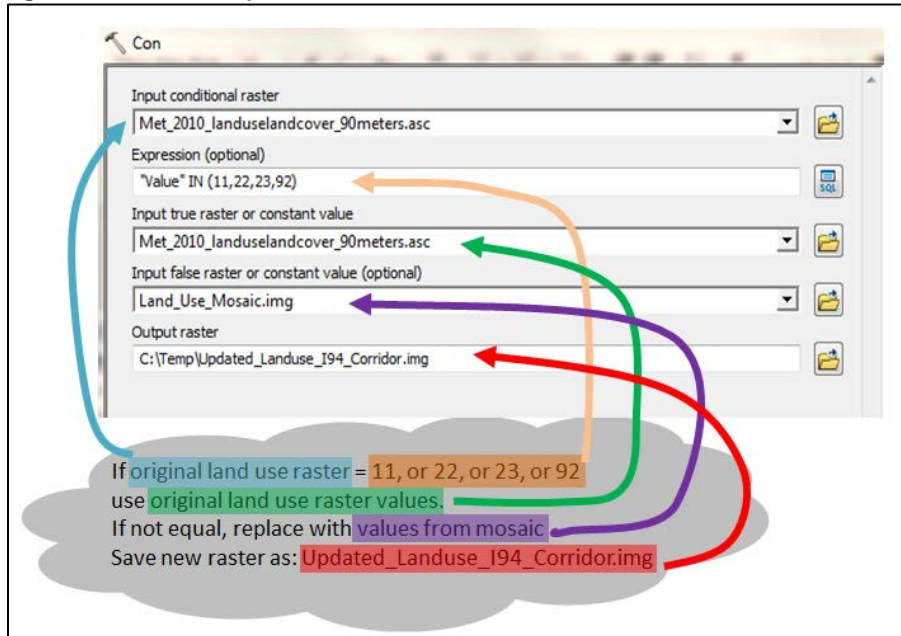 Con
Input conditional raster
Met_2010_landuselandcover_90meters.asc
Expression (optional)
"Value" IN (11,22,23,92)
SQL
Input true raster or constant value
Met_2010_landuselandcover_90meters.asc
Input false raster or constant value (optional)
Land_Use_Mosaic.img
Output raster
C:\Temp\Updated_Landuse_I94_Corridor.img
If original land use raster = 11, or 22, or 23, or 92
use original land use raster values.
If not equal, replace with values from mosaic
Save new raster as: Updated_Landuse_I94_Corridor.img